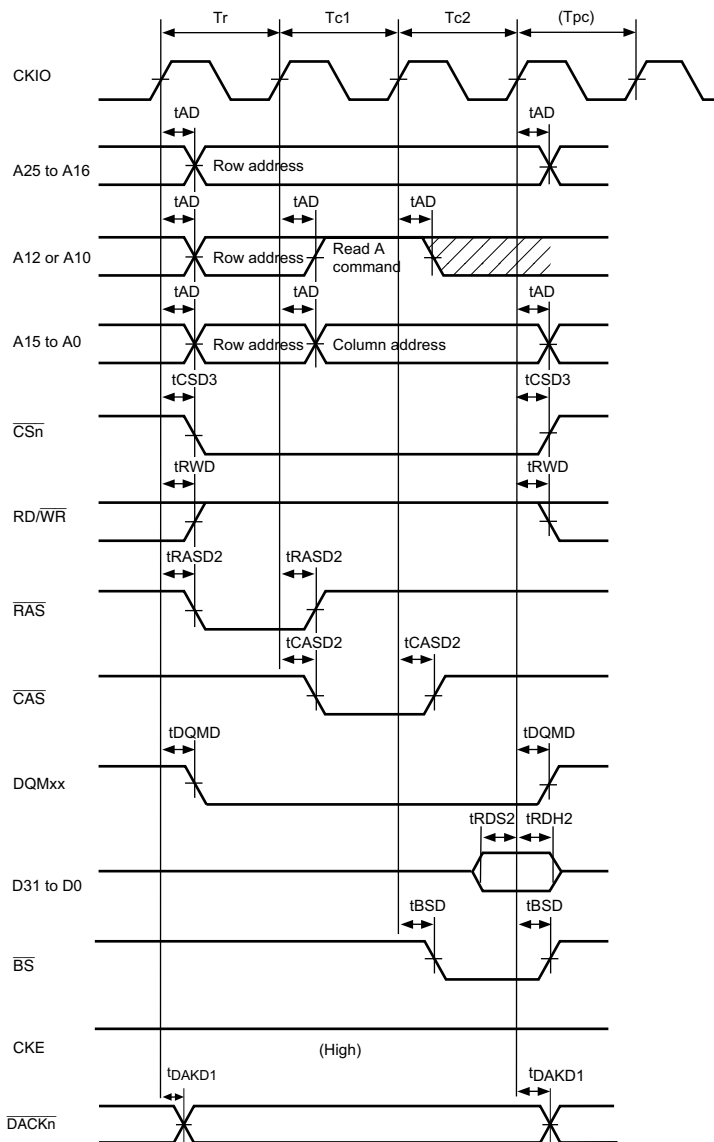 Tr Tc1 Tc2 (Tpc)
CKIO
tAD tAD
A25 to A16 Row address
tAD tAD tAD
A12 or A10 Row address Read A
command
tAD tAD tAD
A15 to A0 Row address Column address
tCSD3 tCSD3
CSn
tRWD tRWD
RD/WR
tRASD2 tRASD2
RAS
tCASD2 tCASD2
CAS
tDQMD tDQMD
DQMxx
tRDS2 tRDH2
D31 to D0
tBSD tBSD
BS
CKE (High)
tDAKD1 tDAKD1
DACKn